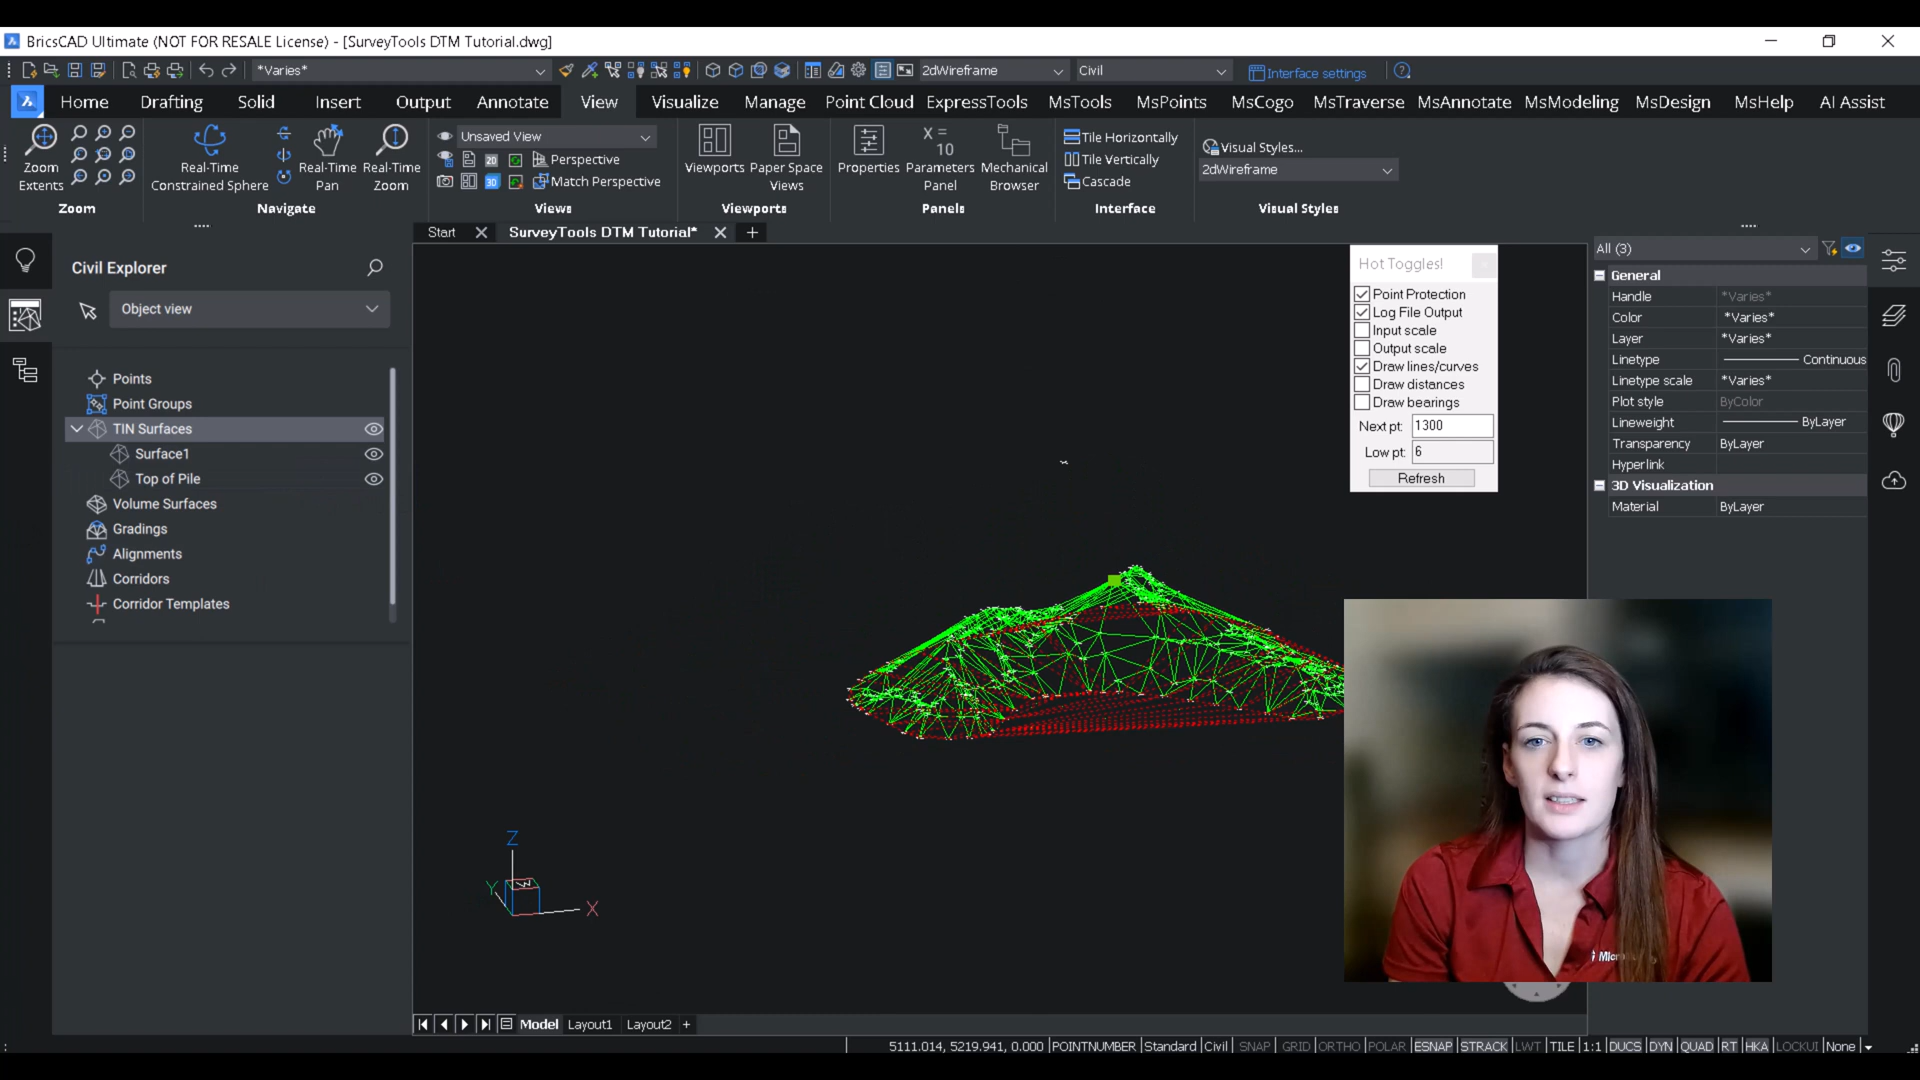 BricsCAD Ultimate (NOT FOR RESALE License) - [SurveyTools DTM Tutorial.dwg]
*Varies* 2dWireframe Civil Interface settings
Home Drafting Solid Insert Output Annotate View Visualize Manage Point Cloud ExpressTools MsTools MsPoints MsCogo MsTraverse MsAnnotate MsModeling MsDesign MsHelp AI Assist
Zoom Extents
Real-Time Constrained Sphere
Real-Time Pan
Real-Time Zoom
Unsaved View
Perspective
Match Perspective
Viewports
Paper Space Views
Properties
X = 10
Parameters Panel
Mechanical Browser
Tile Horizontally
Tile Vertically
Cascade
Visual Styles...
2dWireframe
Zoom Navigate Views Viewports Panels Interface Visual Styles
Start SurveyTools DTM Tutorial*
Civil Explorer
Object view
Points
Point Groups
TIN Surfaces
Surface1
Top of Pile
Volume Surfaces
Gradings
Alignments
Corridors
Corridor Templates
Hot Toggles!
Point Protection
Log File Output
Input scale
Output scale
Draw lines/curves
Draw distances
Draw bearings
Next pt: 1300
Low pt: 6
Refresh
All (3)
General
Handle *Varies*
Color *Varies*
Layer *Varies*
Linetype Continuous
Linetype scale *Varies*
Plot style ByColor
Lineweight ByLayer
Transparency ByLayer
Hyperlink
3D Visualization
Material ByLayer
Z
Y
W
X
Model Layout1 Layout2 +
: 5111.014, 5219.941, 0.000 POINTNUMBER Standard Civil SNAP GRID ORTHO POLAR ESNAP STRACK LWT TILE 1:1 DUCS DYN QUAD RT HKA LOCKUI None